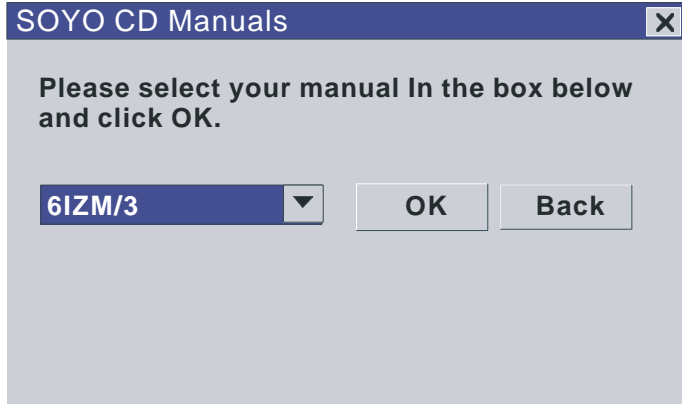 SOYO CD Manuals
Please select your manual In the box below
and click OK.
6IZM/3
OK
Back